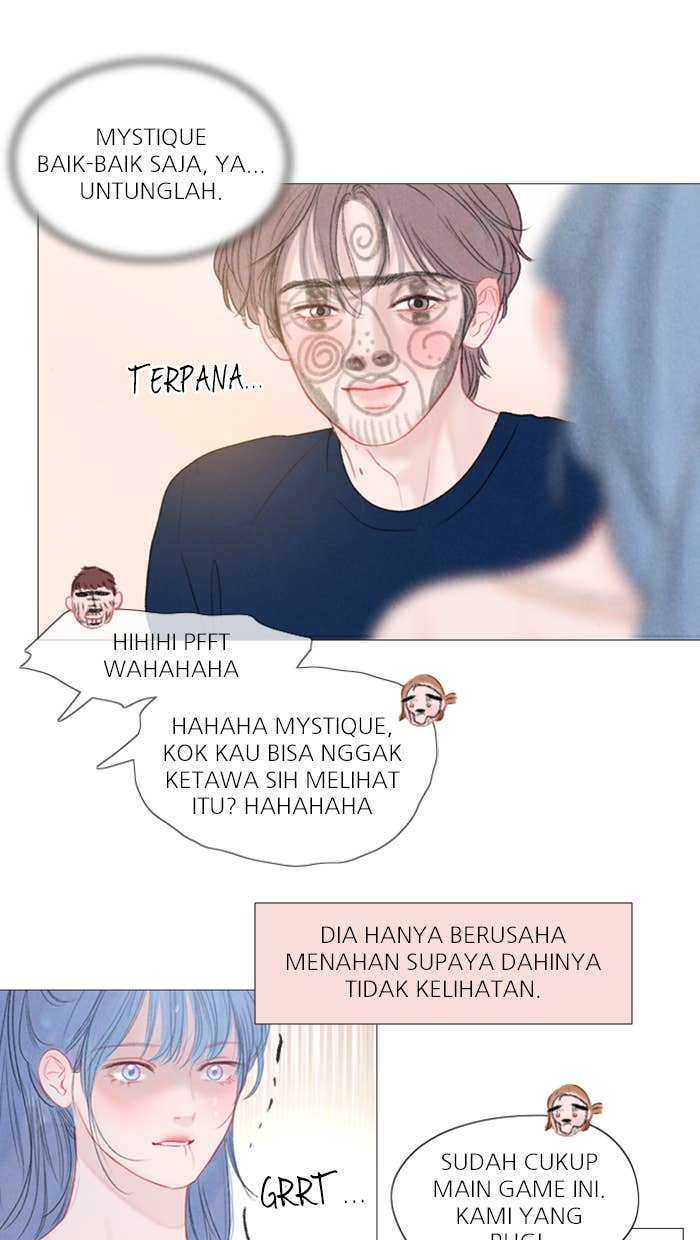 MYSTIQUE
BAIK-BAIK SAJA, YA...
UNTUNGLAH.
TERPANA...
HIHIHI PFFT
WAHAHAHA
HAHAHA MYSTIQUE,
KOK KAU BISA NGGAK
KETAWA SIH MELIHAT
ITU? HAHAHAHA
DIA HANYA BERUSAHA
MENAHAN SUPAYA DAHINYA
TIDAK KELIHATAN.
GRRT ...
SUDAH CUKUP
MAIN GAME INI.
KAMI YANG